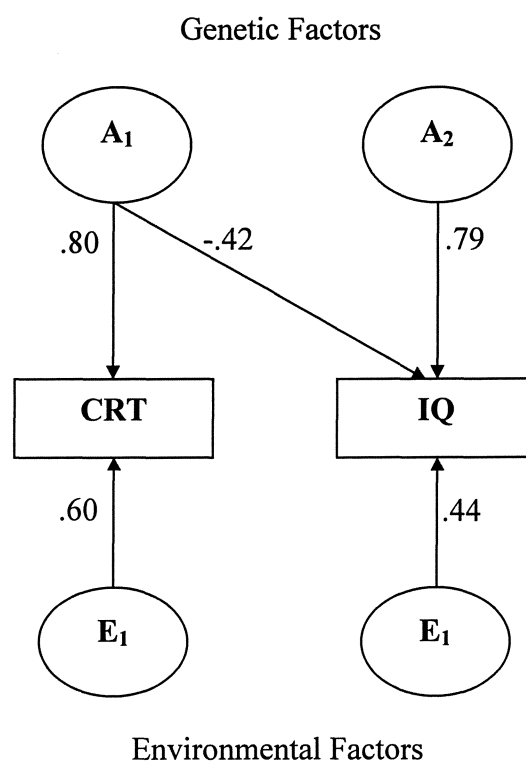 Genetic Factors
A₁ A₂
.80 -.42 .79
CRT IQ
.60 .44
E₁ E₁
Environmental Factors